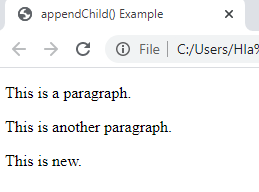 appendChild() Example
File | C:/Users/Hla%
This is a paragraph.
This is another paragraph.
This is new.